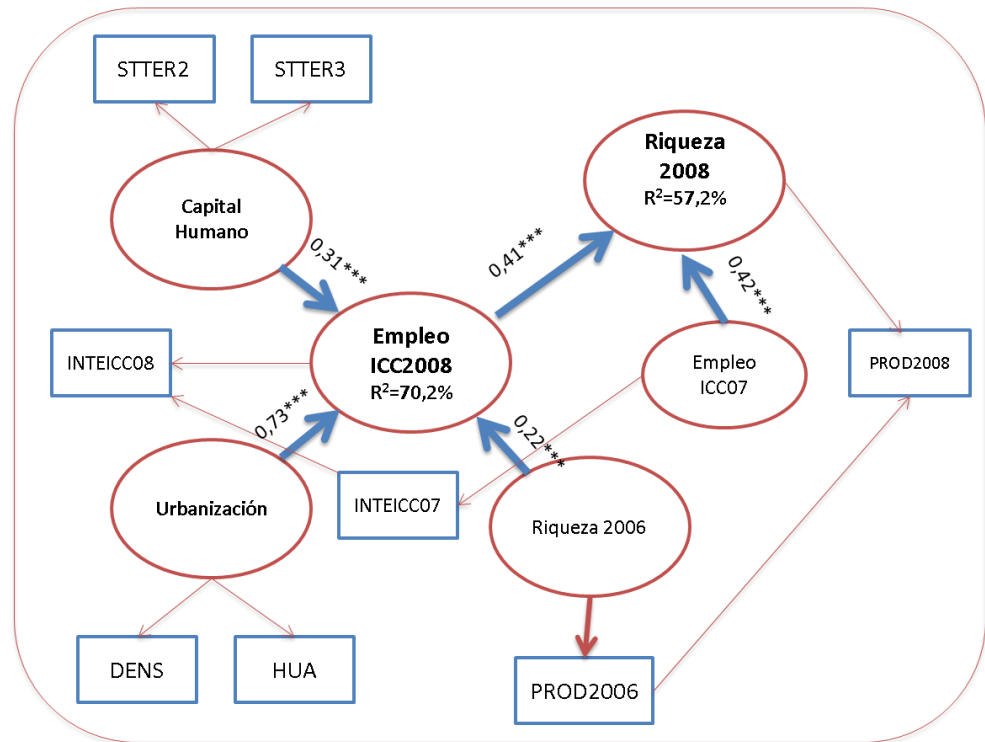 STTER2
STTER3
Riqueza
2008
R²=57,2%
Capital
Humano
0,31***
0,41***
0,42***
Empleo
ICC2008
R²=70,2%
INTEICC08
Empleo
ICC07
PROD2008
0,73***
0,22***
Urbanización
INTEICC07
Riqueza 2006
DENS
HUA
PROD2006